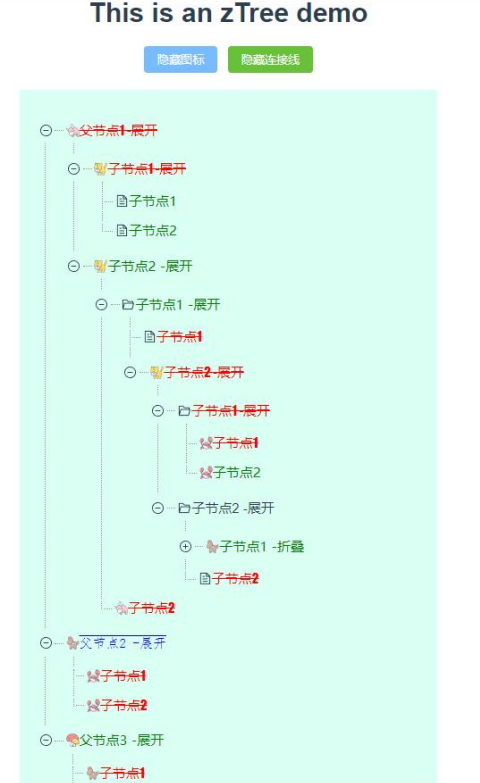 This is an zTree demo
隐藏图标 隐藏连接线
父节点1-展开
子节点1-展开
子节点1
子节点2
子节点2 -展开
子节点1 -展开
子节点1
子节点2-展开
子节点1-展开
子节点1
子节点2
子节点2 -展开
子节点1 -折叠
子节点2
子节点2
父节点2 -展开
子节点1
子节点2
父节点3 -展开
子节点1